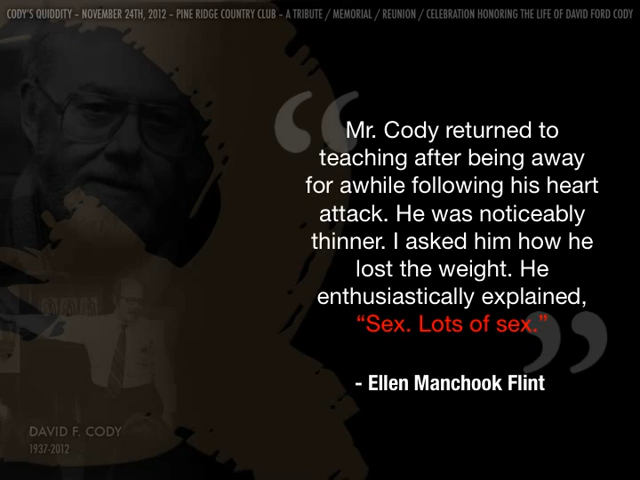 CODY'S QUIDDITY – NOVEMBER 24TH, 2012 – PINE RIDGE COUNTRY CLUB – A TRIBUTE / MEMORIAL / REUNION / CELEBRATION HONORING THE LIFE OF DAVID FORD CODY
“
Mr. Cody returned to
teaching after being away
for awhile following his heart
attack. He was noticeably
thinner. I asked him how he
lost the weight. He
enthusiastically explained,
“Sex. Lots of sex.”
”
- Ellen Manchook Flint
DAVID F. CODY
1937-2012